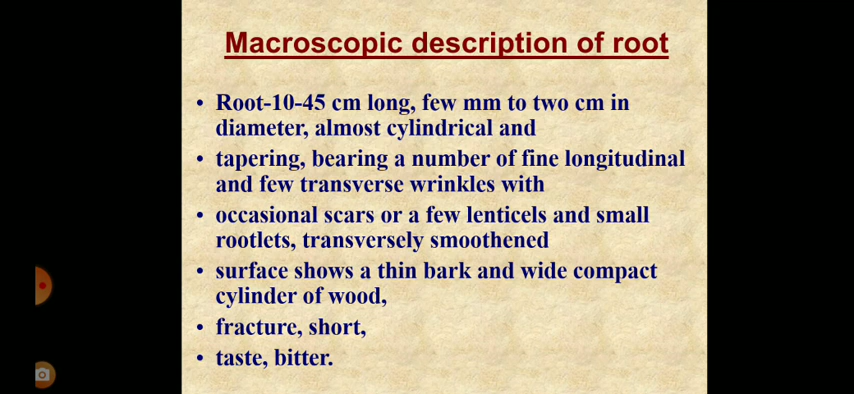 Macroscopic description of root
• Root-10-45 cm long, few mm to two cm in
diameter, almost cylindrical and
• tapering, bearing a number of fine longitudinal
and few transverse wrinkles with
• occasional scars or a few lenticels and small
rootlets, transversely smoothened
• surface shows a thin bark and wide compact
cylinder of wood,
• fracture, short,
• taste, bitter.